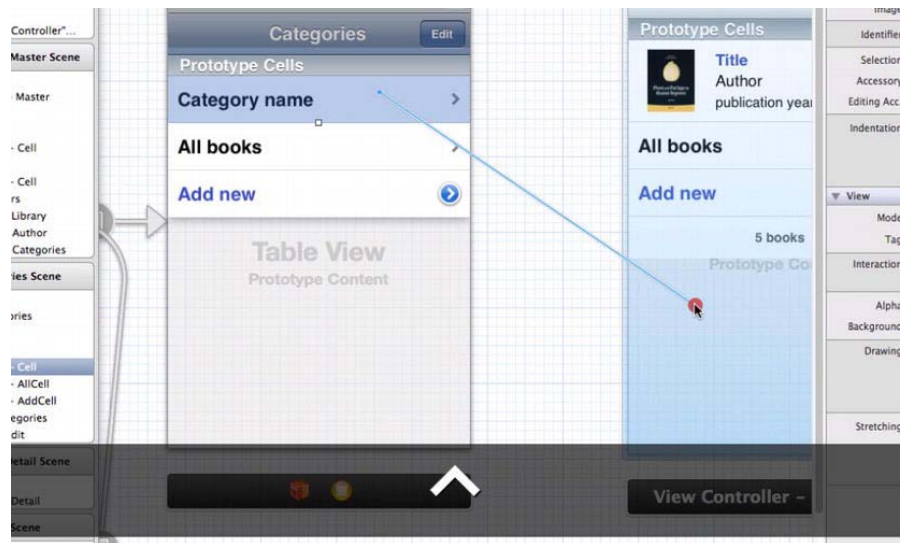 Controller"...
Master Scene
Master
- Cell
- Cell
rs
Library
Author
Categories
ies Scene
ories
- Cell
- AllCell
- AddCell
egories
dit
etail Scene
Detail
Scene
Categories
Edit
Prototype Cells
Category name
All books
Add new
Table View
Prototype Content
Prototype Cells
Title
Author
publication year
All books
Add new
5 books
Prototype Co
View Controller –
Image
Identifier
Selection
Accessory
Editing Acc.
Indentation
View
Mode
Tag
Interaction
Alpha
Background
Drawing
Stretching